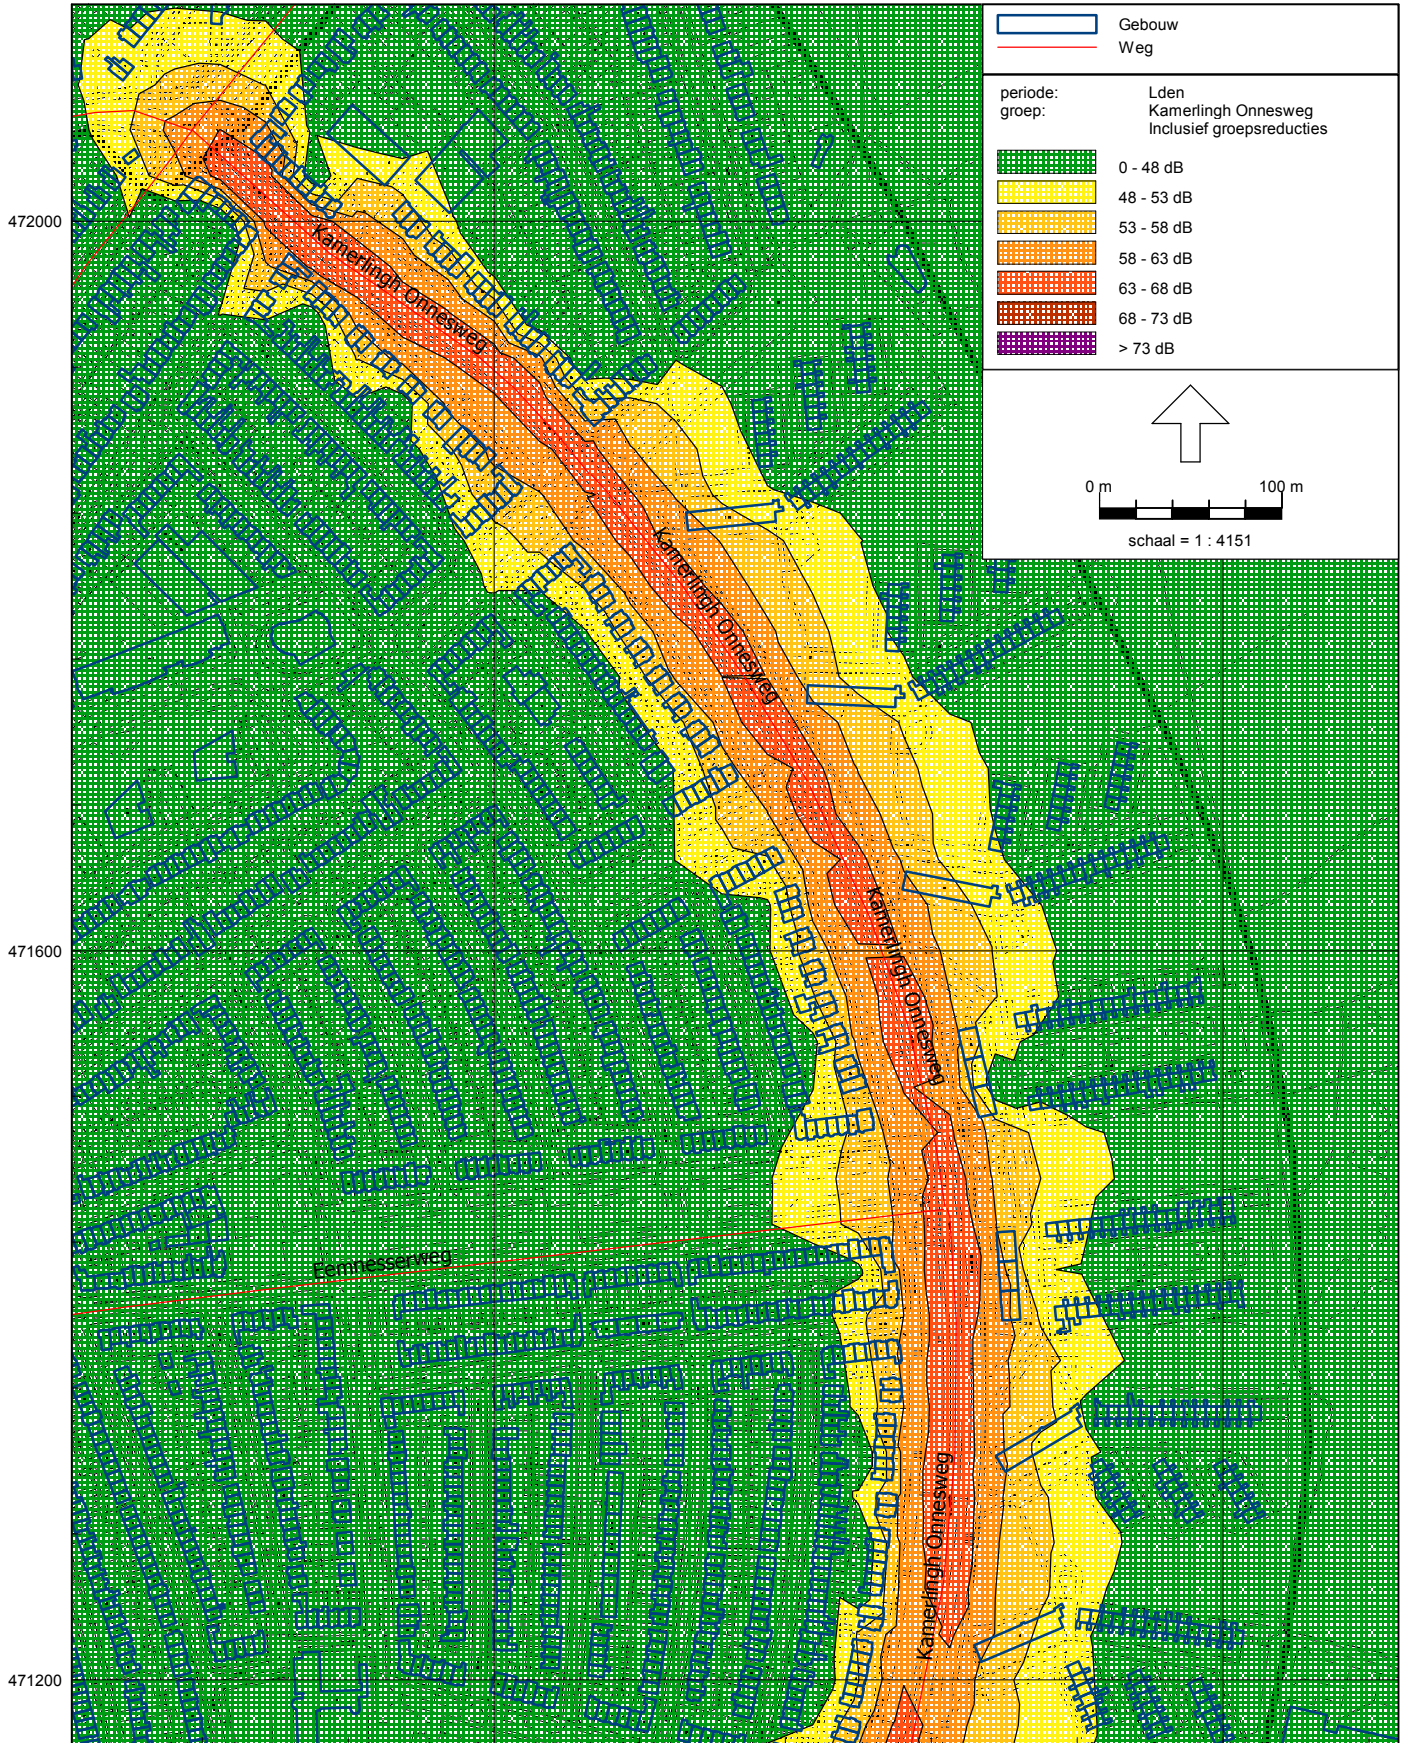 Gebouw
Weg
periode: Lden
groep: Kamerlingh Onnesweg
Inclusief groepsreducties
0 - 48 dB
48 - 53 dB
53 - 58 dB
58 - 63 dB
63 - 68 dB
68 - 73 dB
> 73 dB
0 m 100 m
schaal = 1 : 4151
472000
471600
471200
Kamerlingh Onnesweg
Kamerlingh Onnesweg
Kamerlingh Onnesweg
Eemnesserweg
Kamerlingh Onnesweg